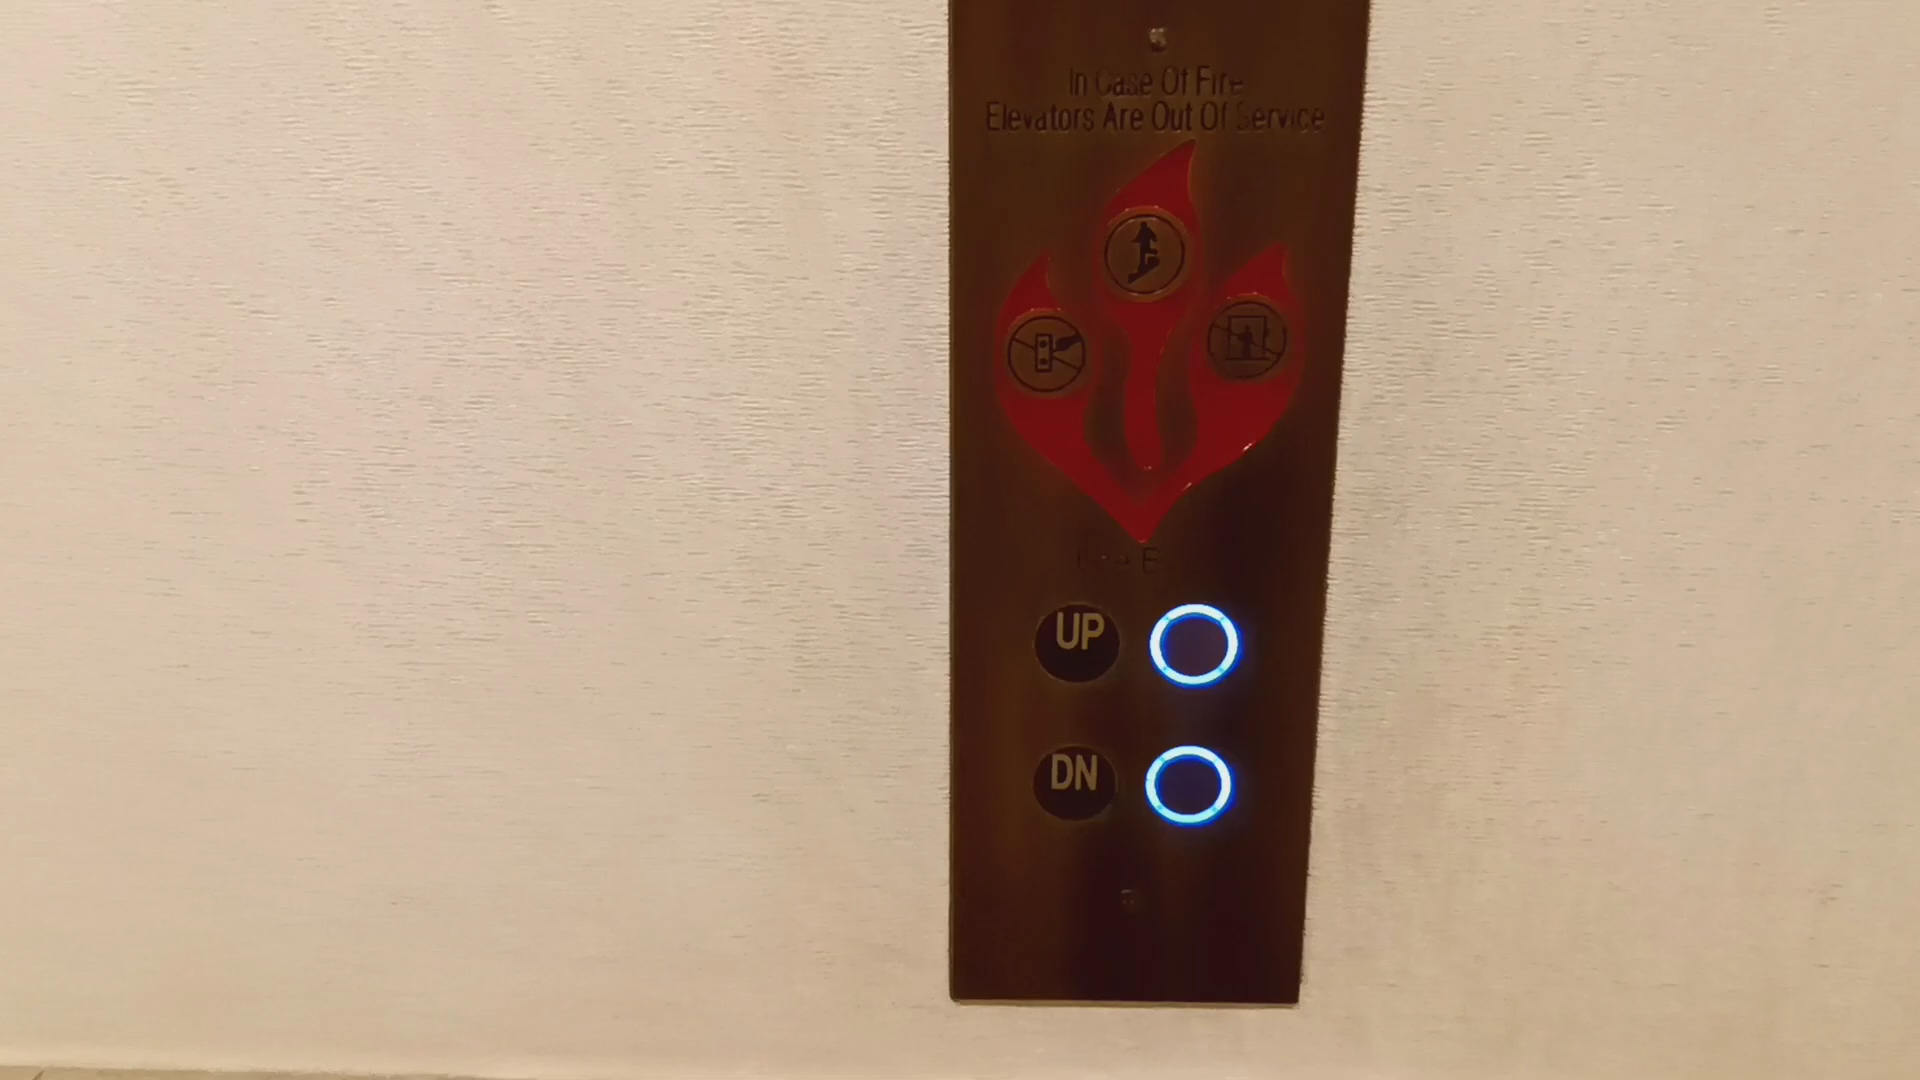 In Case Of Fire
Elevators Are Out Of Service
UP
DN